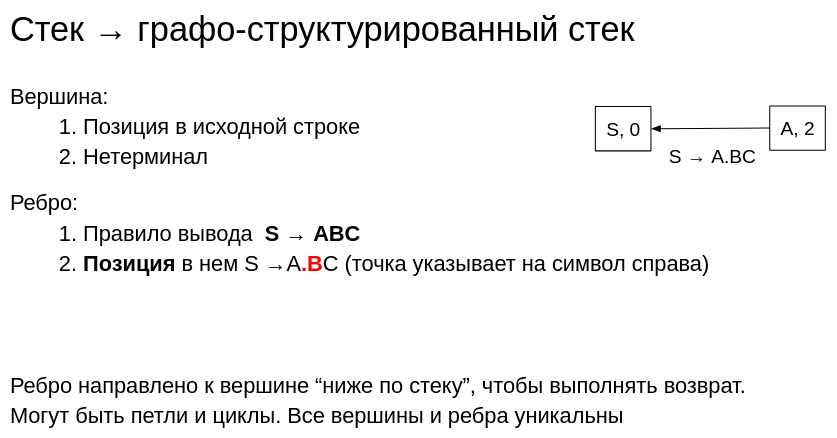 Стек → графо-структурированный стек
Вершина:
1. Позиция в исходной строке
2. Нетерминал
S, 0
A, 2
S → A.BC
Ребро:
1. Правило вывода S → ABC
2. Позиция в нем S →A.BC (точка указывает на символ справа)
Ребро направлено к вершине “ниже по стеку”, чтобы выполнять возврат.
Могут быть петли и циклы. Все вершины и ребра уникальны